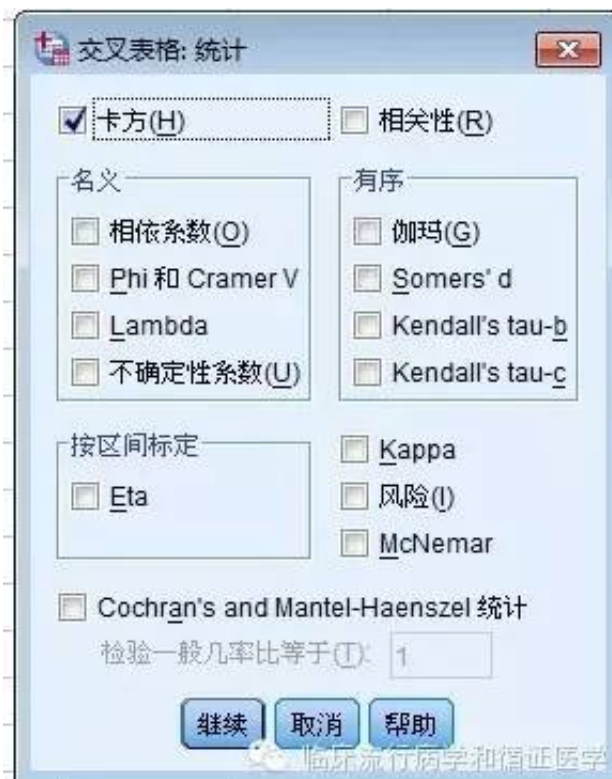 交叉表格: 统计
卡方(H)
相关性(R)
名义
相依系数(O)
Phi 和 Cramer V
Lambda
不确定性系数(U)
有序
伽玛(G)
Somers' d
Kendall's tau-b
Kendall's tau-c
按区间标定
Eta
Kappa
风险(I)
McNemar
Cochran's and Mantel-Haenszel 统计
检验一般几率比等于(T): 1
继续 取消 帮助
临床流行病学和循证医学